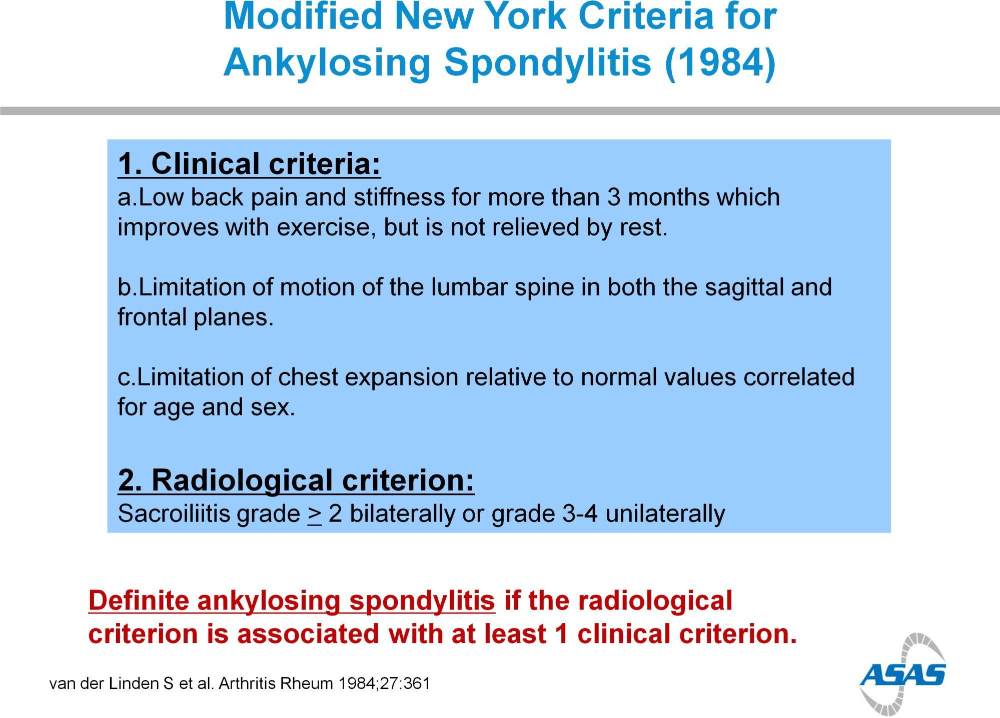 Modified New York Criteria for
Ankylosing Spondylitis (1984)
1. Clinical criteria:
a.Low back pain and stiffness for more than 3 months which
improves with exercise, but is not relieved by rest.
b.Limitation of motion of the lumbar spine in both the sagittal and
frontal planes.
c.Limitation of chest expansion relative to normal values correlated
for age and sex.
2. Radiological criterion:
Sacroiliitis grade ≥ 2 bilaterally or grade 3-4 unilaterally
Definite ankylosing spondylitis if the radiological
criterion is associated with at least 1 clinical criterion.
van der Linden S et al. Arthritis Rheum 1984;27:361
ASAS